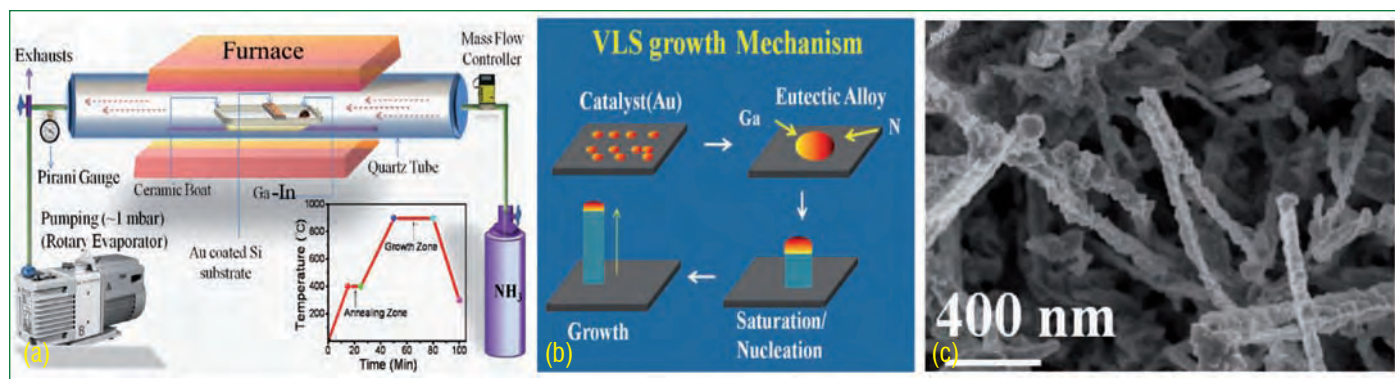 Furnace
Mass Flow
Controller
Exhausts
Pirani Gauge
Ceramic Boat
Ga-In
Quartz Tube
Pumping (~1 mbar)
(Rotary Evaporator)
Au coated Si
substrate
NH3
Temperature (°C)
1000
800
600
400
200
Growth Zone
Annealing Zone
0 20 40 60 80 100
Time (Min)
(a)
VLS growth Mechanism
Catalyst(Au)
Eutectic Alloy
Ga
N
Growth
Saturation/
Nucleation
(b)
400 nm
(c)